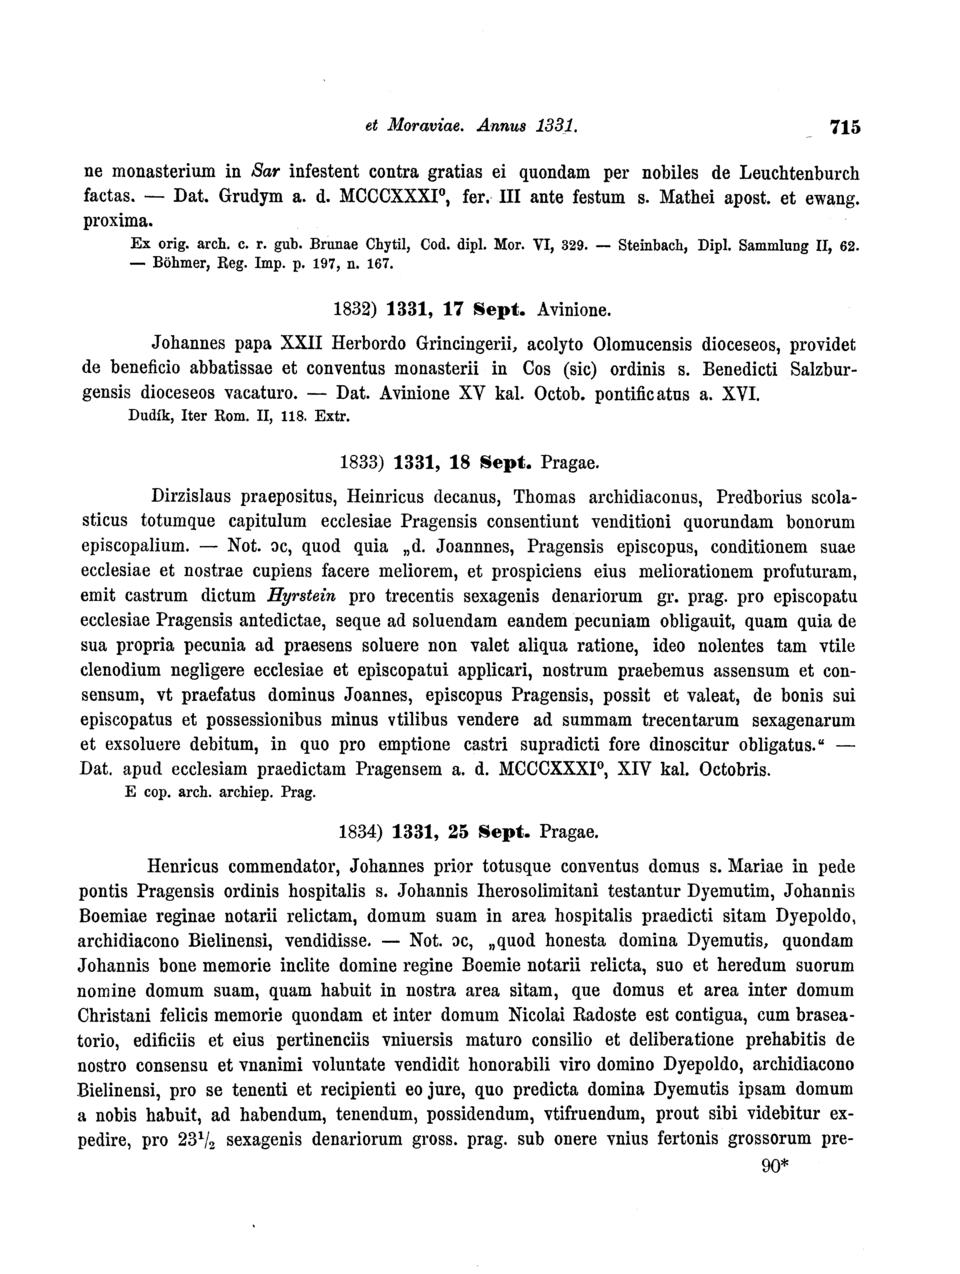 et Moraviae. Annus 1331. 715
ne monasterium in Sar infestent contra gratias ei quondam per nobiles de Leuchtenburch
factas. — Dat. Grudym a. d. MCCCXXXI⁰, fer. III ante festum s. Mathei apost. et ewang.
proxima.
Ex orig. arch. c. r. gub. Brunae Chytil, Cod. dipl. Mor. VI, 329. — Steinbach, Dipl. Sammlung II, 62.
— Böhmer, Reg. Imp. p. 197, n. 167.
1832) 1331, 17 Sept. Avinione.
Johannes papa XXII Herbordo Grincingerii, acolyto Olomucensis dioceseos, providet
de beneficio abbatissae et conventus monasterii in Cos (sic) ordinis s. Benedicti Salzbur-
gensis dioceseos vacaturo. — Dat. Avinione XV kal. Octob. pontificatus a. XVI.
Dudík, Iter Rom. II, 118. Extr.
1833) 1331, 18 Sept. Pragae.
Dirzislaus praepositus, Heinricus decanus, Thomas archidiaconus, Predborius scola-
sticus totumque capitulum ecclesiae Pragensis consentiunt venditioni quorundam bonorum
episcopalium. — Not. ɔc, quod quia „d. Joannnes, Pragensis episcopus, conditionem suae
ecclesiae et nostrae cupiens facere meliorem, et prospiciens eius meliorationem profuturam,
emit castrum dictum Hyrstein pro trecentis sexagenis denariorum gr. prag. pro episcopatu
ecclesiae Pragensis antedictae, seque ad soluendam eandem pecuniam obligauit, quam quia de
sua propria pecunia ad praesens soluere non valet aliqua ratione, ideo nolentes tam vtile
clenodium negligere ecclesiae et episcopatui applicari, nostrum praebemus assensum et con-
sensum, vt praefatus dominus Joannes, episcopus Pragensis, possit et valeat, de bonis sui
episcopatus et possessionibus minus vtilibus vendere ad summam trecentarum sexagenarum
et exsoluere debitum, in quo pro emptione castri supradicti fore dinoscitur obligatus.“ —
Dat. apud ecclesiam praedictam Pragensem a. d. MCCCXXXI⁰, XIV kal. Octobris.
E cop. arch. archiep. Prag.
1834) 1331, 25 Sept. Pragae.
Henricus commendator, Johannes prior totusque conventus domus s. Mariae in pede
pontis Pragensis ordinis hospitalis s. Johannis Iherosolimitani testantur Dyemutim, Johannis
Boemiae reginae notarii relictam, domum suam in area hospitalis praedicti sitam Dyepoldo,
archidiacono Bielinensi, vendidisse. — Not. ɔc, „quod honesta domina Dyemutis, quondam
Johannis bone memorie inclite domine regine Boemie notarii relicta, suo et heredum suorum
nomine domum suam, quam habuit in nostra area sitam, que domus et area inter domum
Christani felicis memorie quondam et inter domum Nicolai Radoste est contigua, cum brasea-
torio, edificiis et eius pertinenciis vniuersis maturo consilio et deliberatione prehabitis de
nostro consensu et vnanimi voluntate vendidit honorabili viro domino Dyepoldo, archidiacono
Bielinensi, pro se tenenti et recipienti eo jure, quo predicta domina Dyemutis ipsam domum
a nobis habuit, ad habendum, tenendum, possidendum, vtifruendum, prout sibi videbitur ex-
pedire, pro 23¹/₂ sexagenis denariorum gross. prag. sub onere vnius fertonis grossorum pre-
90*